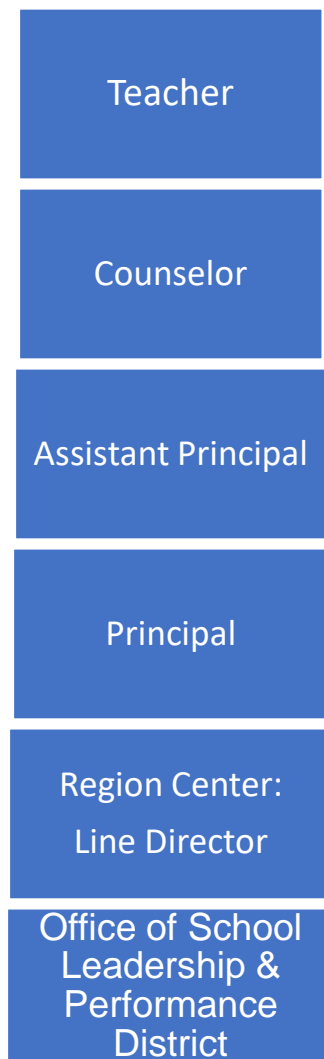 Teacher
Counselor
Assistant Principal
Principal
Region Center:
Line Director
Office of School
Leadership &
Performance
District